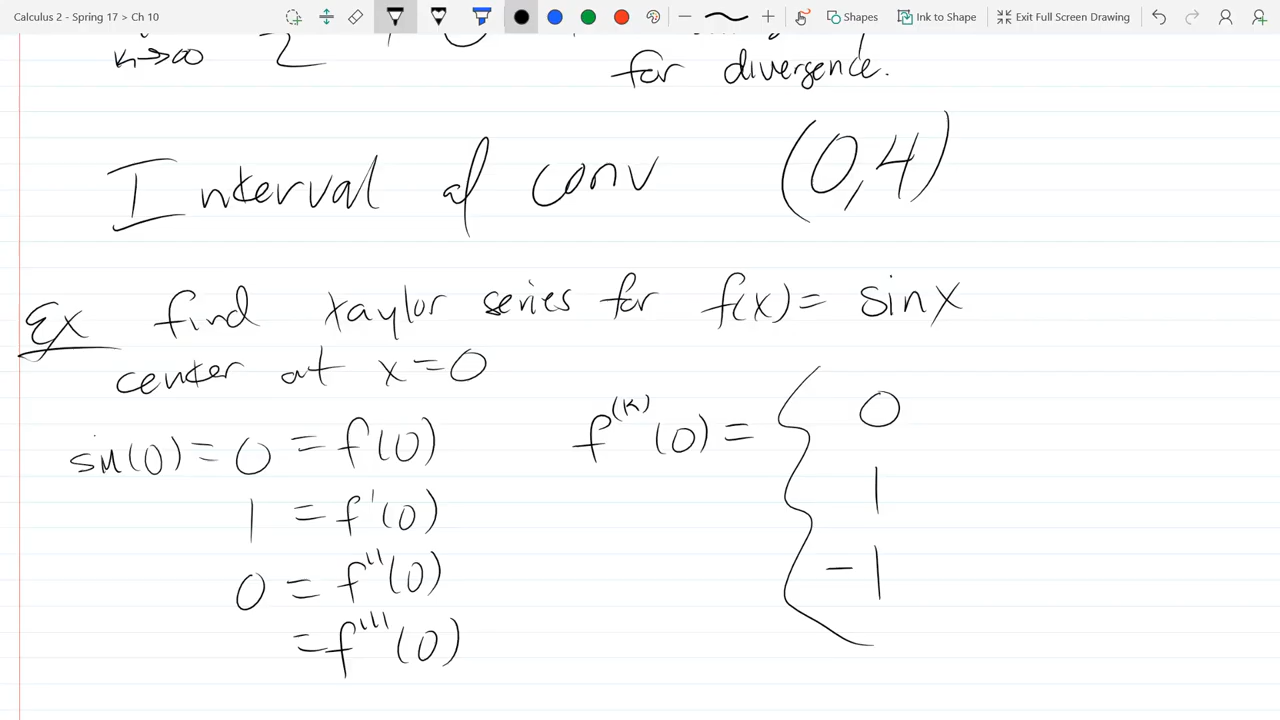 Calculus 2 - Spring 17 > Ch 10
Shapes
Ink to Shape
Exit Full Screen Drawing
k→∞ 2
for divergence.
Interval of conv (0,4)
Ex find taylor series for f(x) = sin x
center at x = 0
sin(0) = 0 = f(0)
1 = f'(0)
0 = f''(0)
= f'''(0)
f^(k)(0) = {
0
1
-1